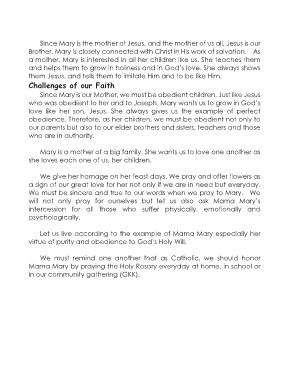 Since Mary is the mother of Jesus, and the mother of us all, Jesus is our
Brother. Mary is closely connected with Christ in His work of salvation. As
a mother, Mary is interested in all her children like us. She teaches them
and helps them to grow in holiness and in God's love. She always shows
them Jesus, and tells them to imitate Him and to be like Him.
Challenges of our Faith
Since Mary is our Mother, we must be obedient children. Just like Jesus
who was obedient to her and to Joseph. Mary wants us to grow in God's
love like her son, Jesus. She always gives us the example of perfect
obedience. Therefore, as her children, we must be obedient not only to
our parents but also to our elder brothers and sisters, teachers and those
who are in authority.
Mary is a mother of a big family. She wants us to love one another as
she loves each one of us, her children.
We give her homage on her feast days. We pray and offer flowers as
a sign of our great love for her not only if we are in need but everyday.
We must be sincere and true to our words when we pray to Mary. We
will not only pray for ourselves but let us also ask Mama Mary's
intercession for all those who suffer physically, emotionally and
psychologically.
Let us live according to the example of Mama Mary especially her
virtue of purity and obedience to God's Holy Will.
We must remind one another that as Catholic, we should honor
Mama Mary by praying the Holy Rosary everyday at home, in school or
in our community gathering (GKK).